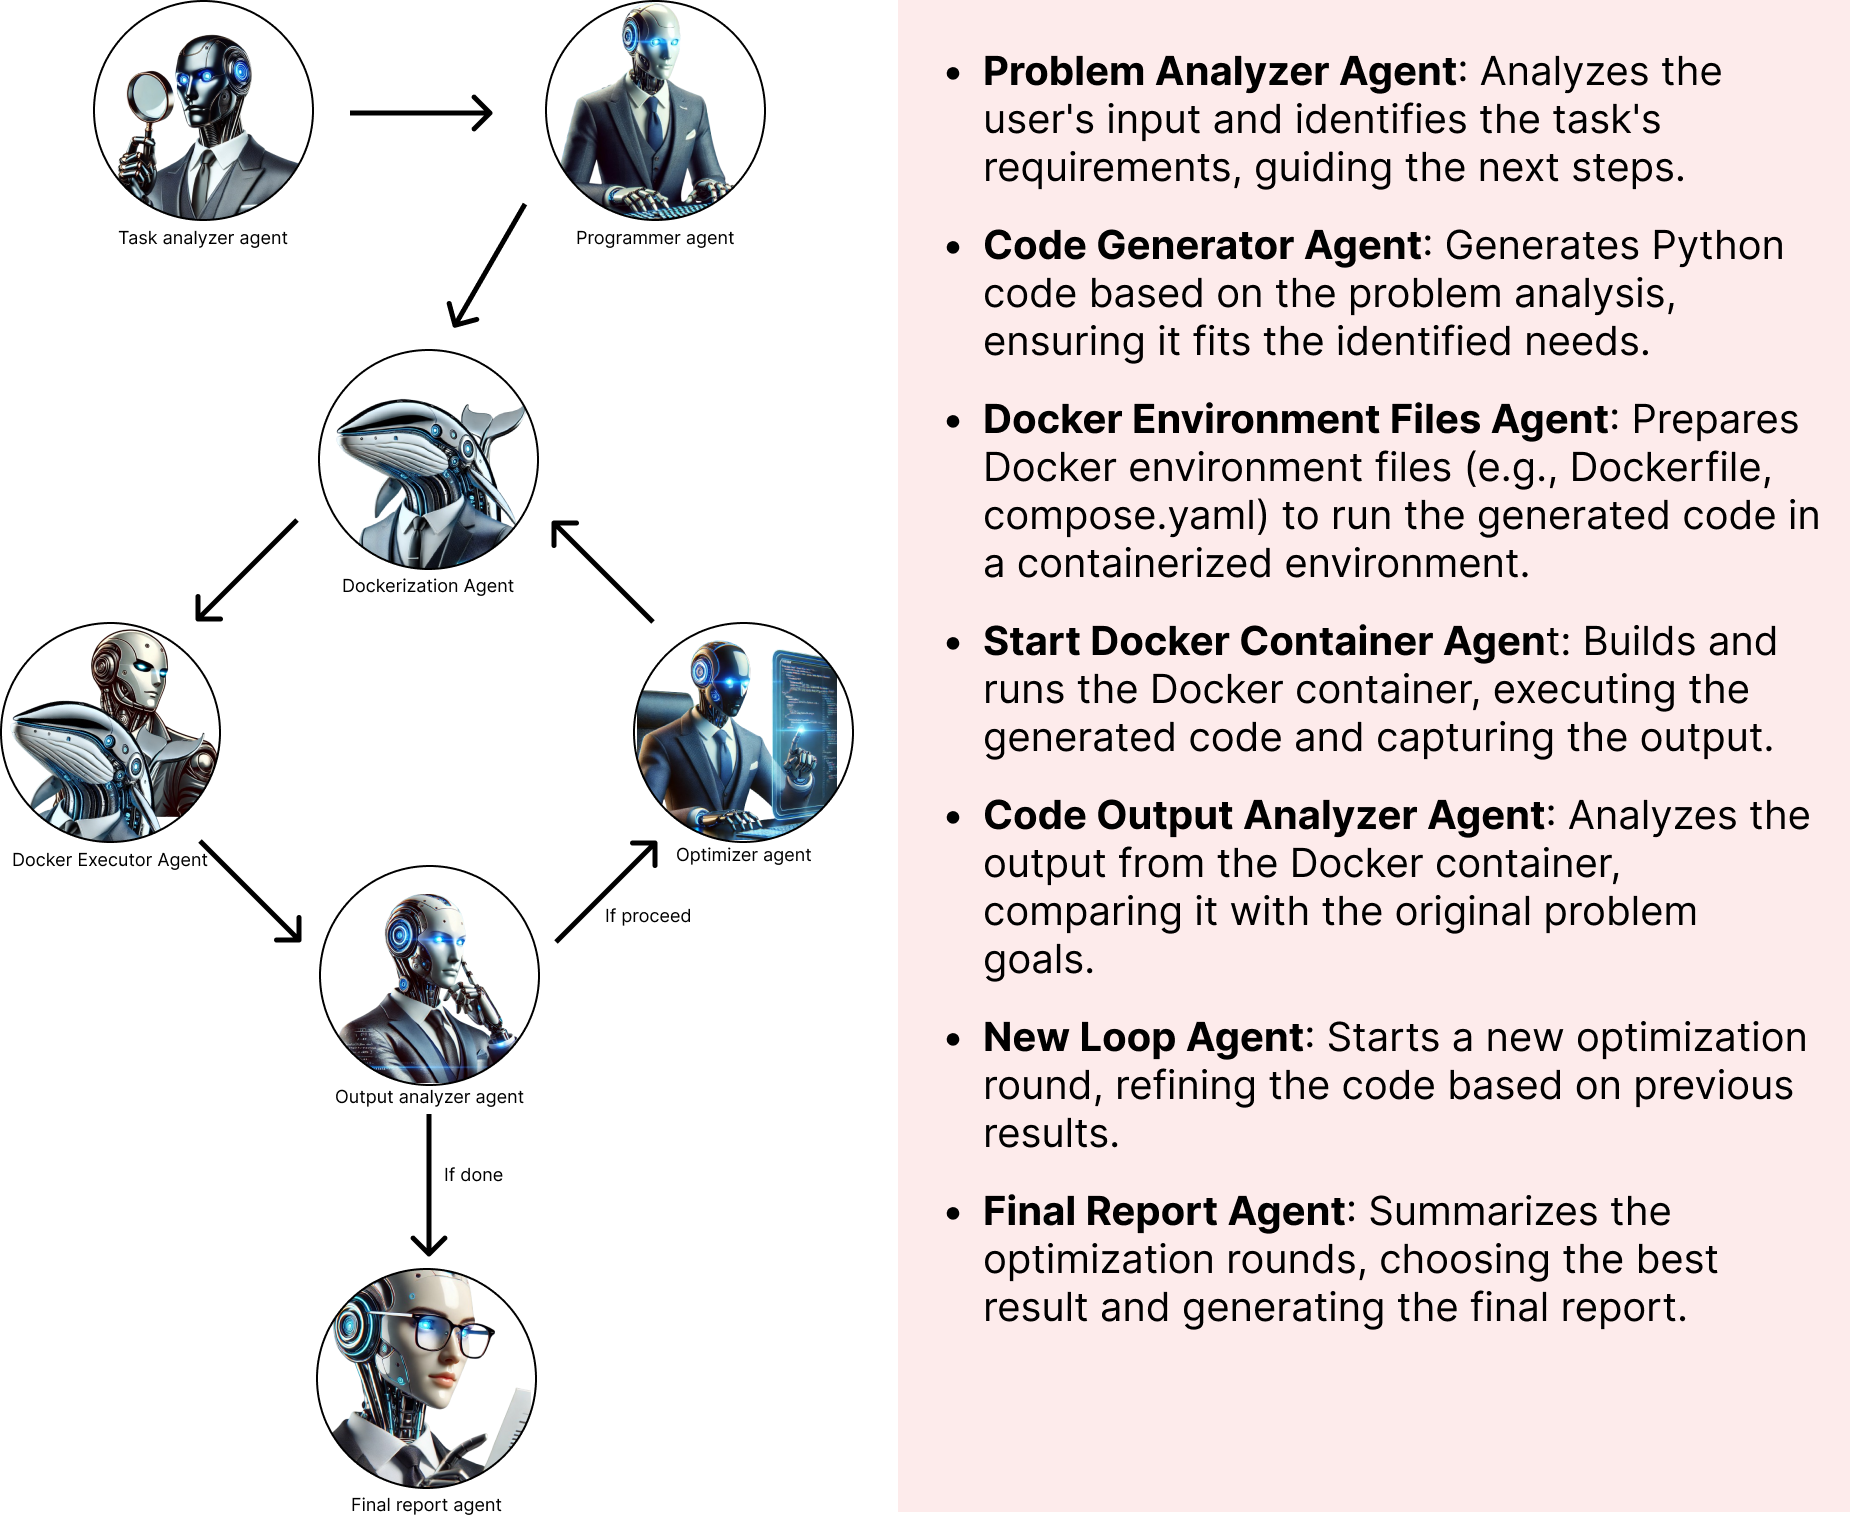 Task analyzer agent
Programmer agent
Dockerization Agent
Docker Executor Agent
Optimizer agent
If proceed
Output analyzer agent
If done
Final report agent
• Problem Analyzer Agent: Analyzes the
user's input and identifies the task's
requirements, guiding the next steps.
• Code Generator Agent: Generates Python
code based on the problem analysis,
ensuring it fits the identified needs.
• Docker Environment Files Agent: Prepares
Docker environment files (e.g., Dockerfile,
compose.yaml) to run the generated code in
a containerized environment.
• Start Docker Container Agent: Builds and
runs the Docker container, executing the
generated code and capturing the output.
• Code Output Analyzer Agent: Analyzes the
output from the Docker container,
comparing it with the original problem
goals.
• New Loop Agent: Starts a new optimization
round, refining the code based on previous
results.
• Final Report Agent: Summarizes the
optimization rounds, choosing the best
result and generating the final report.